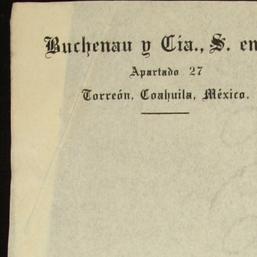 Buchenau y Cia., S. en
Apartado 27
Torreón, Coahuila, México.